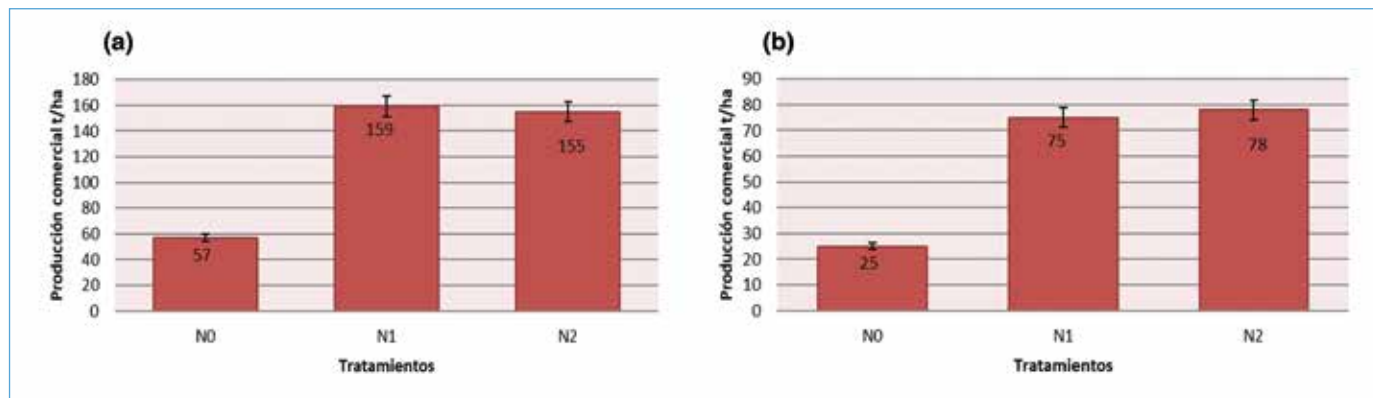 (a)
Producción comercial t/ha
180
160
140
120
100
80
60
40
20
0
57
159
155
N0
N1
N2
Tratamientos
(b)
Producción comercial t/ha
90
80
70
60
50
40
30
20
10
0
25
75
78
N0
N1
N2
Tratamientos